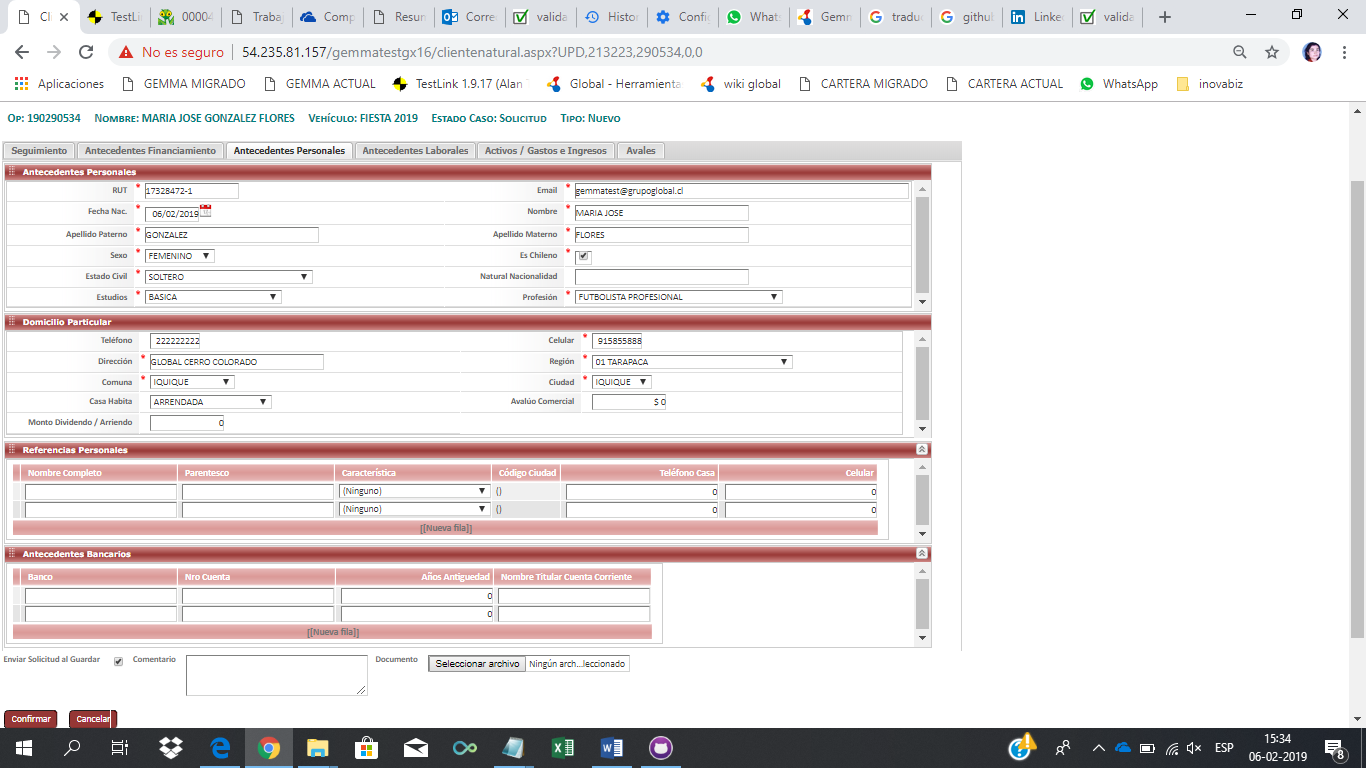 Cli
TestLin
00004
Trabaj
Comp
Resum
Corre
valida
Histor
Config
Whats
Gemm
traduc
github
Linked
valida
No es seguro | 54.235.81.157/gemmatestgx16/clientenatural.aspx?UPD,213223,290534,0,0
Aplicaciones GEMMA MIGRADO GEMMA ACTUAL TestLink 1.9.17 (Alan Global - Herramienta wiki global CARTERA MIGRADO CARTERA ACTUAL WhatsApp inovabiz
Op: 190290534 Nombre: MARIA JOSE GONZALEZ FLORES Vehículo: FIESTA 2019 Estado Caso: Solicitud Tipo: Nuevo
Seguimiento Antecedentes Financiamiento Antecedentes Personales Antecedentes Laborales Activos / Gastos e Ingresos Avales
Antecedentes Personales
RUT * 17328472-1 Email * gemmatest@grupoglobal.cl
Fecha Nac. * 06/02/2019 Nombre * MARIA JOSE
Apellido Paterno * GONZALEZ Apellido Materno * FLORES
Sexo * FEMENINO Es Chileno *
Estado Civil * SOLTERO Natural Nacionalidad
Estudios * BASICA Profesión * FUTBOLISTA PROFESIONAL
Domicilio Particular
Teléfono 222222222 Celular * 915855888
Dirección * GLOBAL CERRO COLORADO Región * 01 TARAPACA
Comuna * IQUIQUE Ciudad * IQUIQUE
Casa Habita ARRENDADA Avalúo Comercial $ 0
Monto Dividendo / Arriendo 0
Referencias Personales
Nombre Completo Parentesco Característica Código Ciudad Teléfono Casa Celular
(Ninguno) () 0 0
(Ninguno) () 0 0
[[Nueva fila]]
Antecedentes Bancarios
Banco Nro Cuenta Años Antiguedad Nombre Titular Cuenta Corriente
0
0
[[Nueva fila]]
Enviar Solicitud al Guardar Comentario Documento Seleccionar archivo Ningún arch...leccionado
Confirmar Cancelar
ESP 15:34
06-02-2019 8